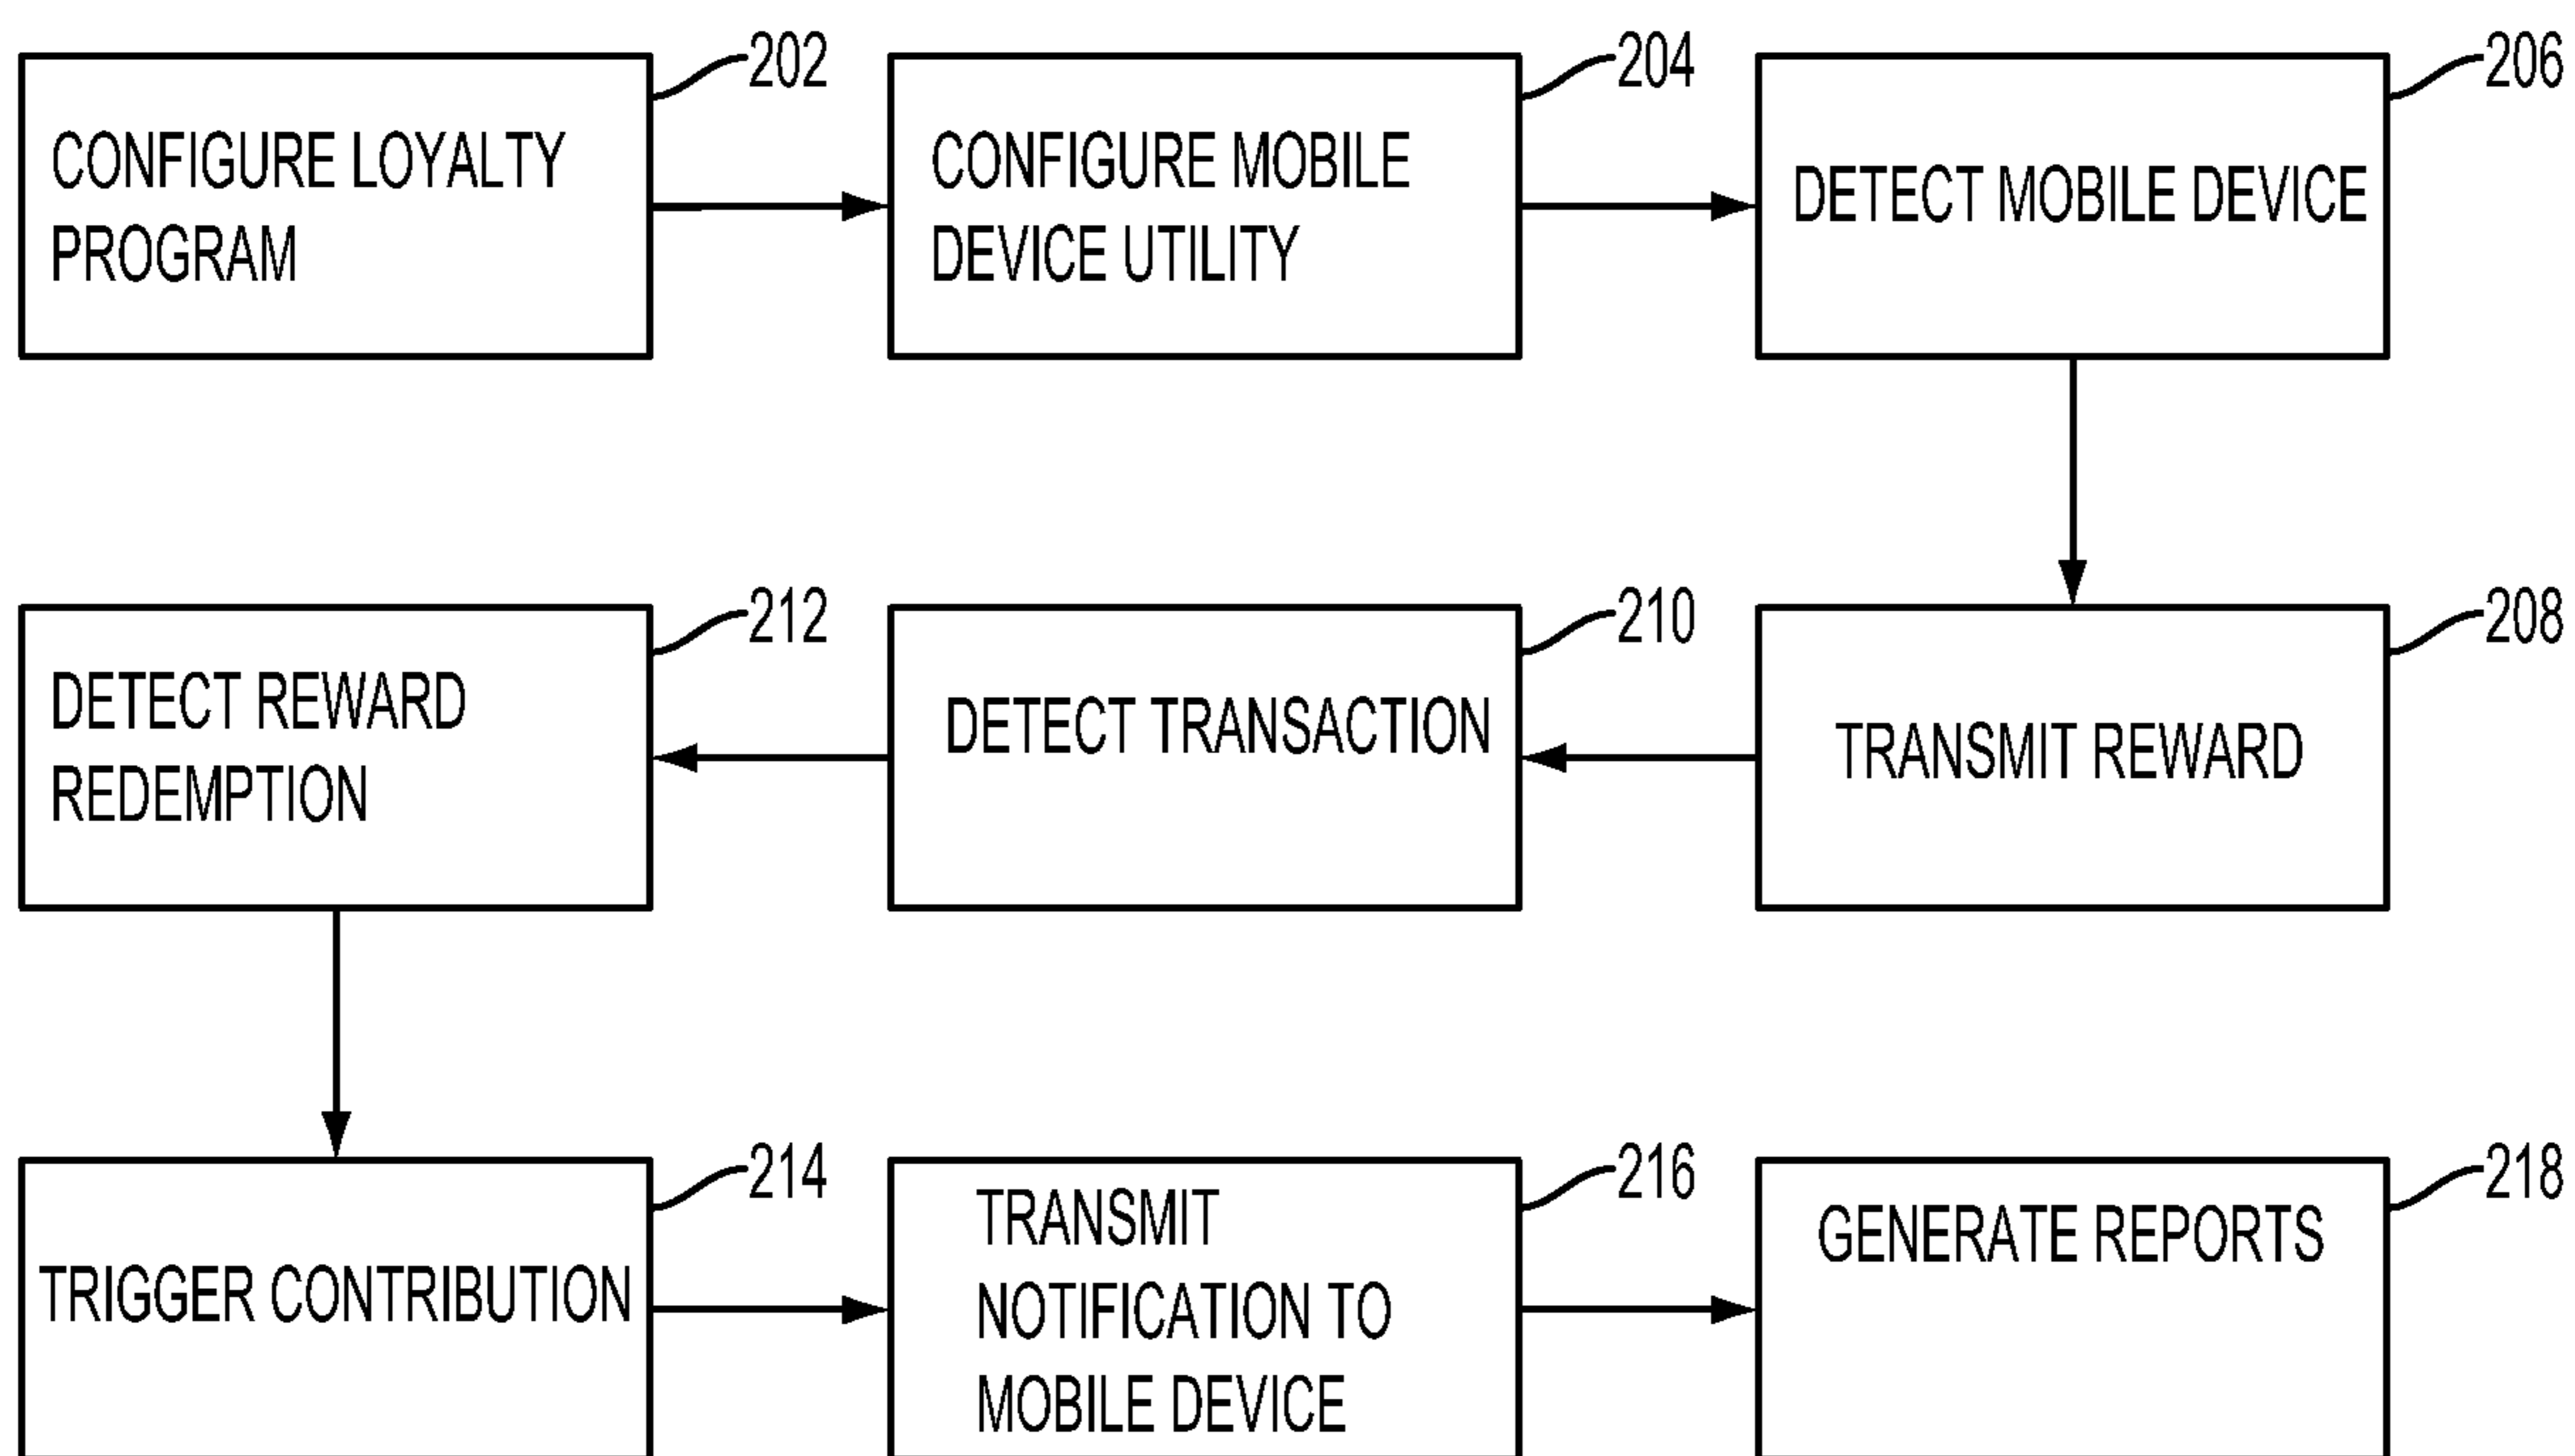 202
CONFIGURE LOYALTY
PROGRAM
204
CONFIGURE MOBILE
DEVICE UTILITY
206
DETECT MOBILE DEVICE
208
TRANSMIT REWARD
210
DETECT TRANSACTION
212
DETECT REWARD
REDEMPTION
214
TRIGGER CONTRIBUTION
216
TRANSMIT
NOTIFICATION TO
MOBILE DEVICE
218
GENERATE REPORTS